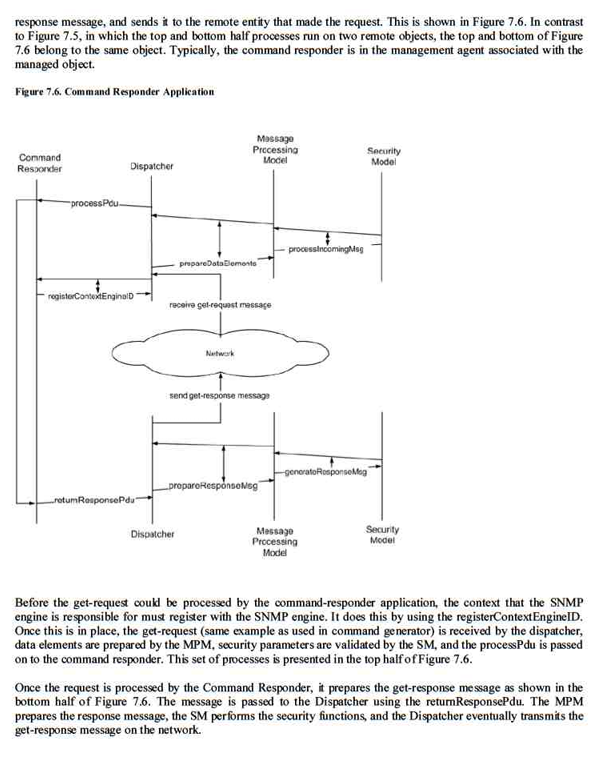 response message, and sends it to the remote entity that made the request. This is shown in Figure 7.6. In contrast
to Figure 7.5, in which the top and bottom half processes run on two remote objects, the top and bottom of Figure
7.6 belong to the same object. Typically, the command responder is in the management agent associated with the
managed object.
Figure 7.6. Command Responder Application
Command
Responder
Dispatcher
Message
Processing
Model
Security
Model
processPdu
processIncomingMsg
prepareDataElements
registerContextEngineID
receive get-request message
Network
send get-response message
generateResponseMsg
prepareResponseMsg
returnResponsePdu
Dispatcher
Message
Processing
Model
Security
Model
Before the get-request could be processed by the command-responder application, the context that the SNMP
engine is responsible for must register with the SNMP engine. It does this by using the registerContextEngineID.
Once this is in place, the get-request (same example as used in command generator) is received by the dispatcher,
data elements are prepared by the MPM, security parameters are validated by the SM, and the processPdu is passed
on to the command responder. This set of processes is presented in the top half of Figure 7.6.
Once the request is processed by the Command Responder, it prepares the get-response message as shown in the
bottom half of Figure 7.6. The message is passed to the Dispatcher using the returnResponsePdu. The MPM
prepares the response message, the SM performs the security functions, and the Dispatcher eventually transmits the
get-response message on the network.